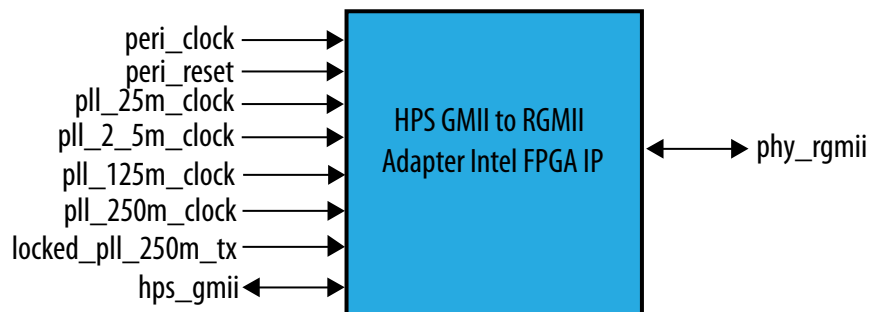 peri_clock
peri_reset
pll_25m_clock
pll_2_5m_clock
pll_125m_clock
pll_250m_clock
locked_pll_250m_tx
hps_gmii
HPS GMII to RGMII
Adapter Intel FPGA IP
phy_rgmii